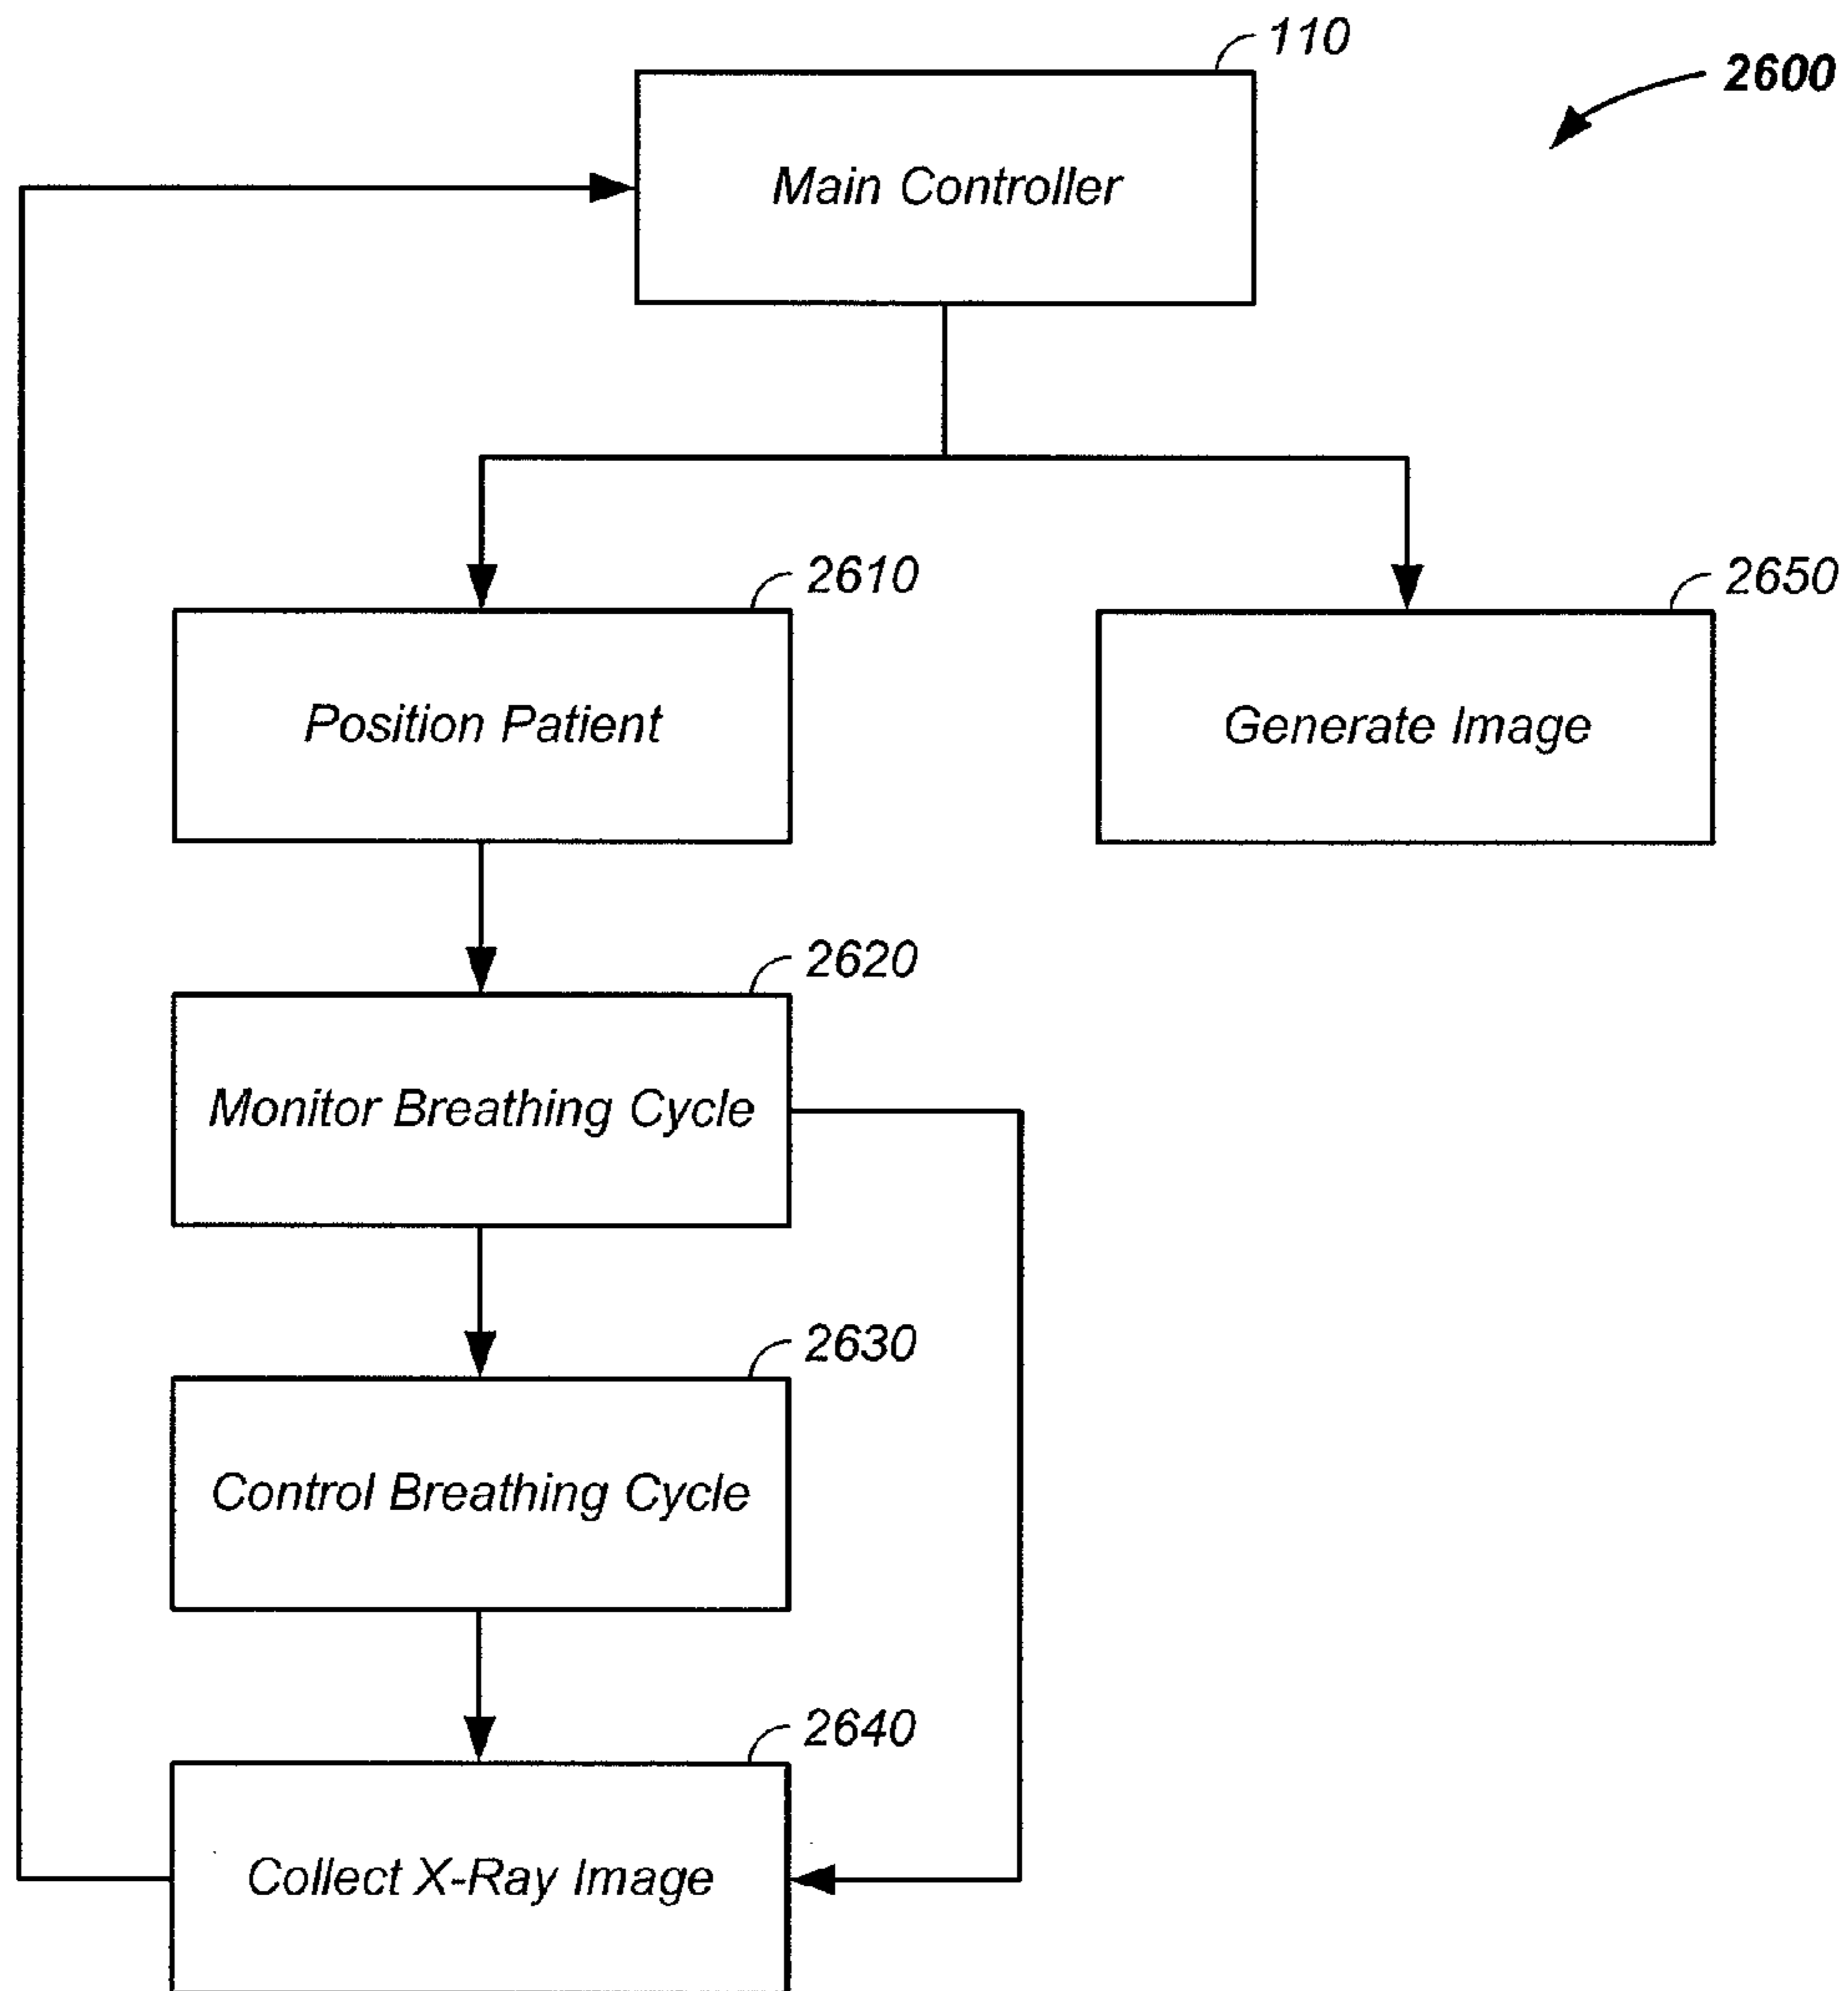 110
2600
Main Controller
2610
2650
Position Patient
Generate Image
2620
Monitor Breathing Cycle
2630
Control Breathing Cycle
2640
Collect X-Ray Image